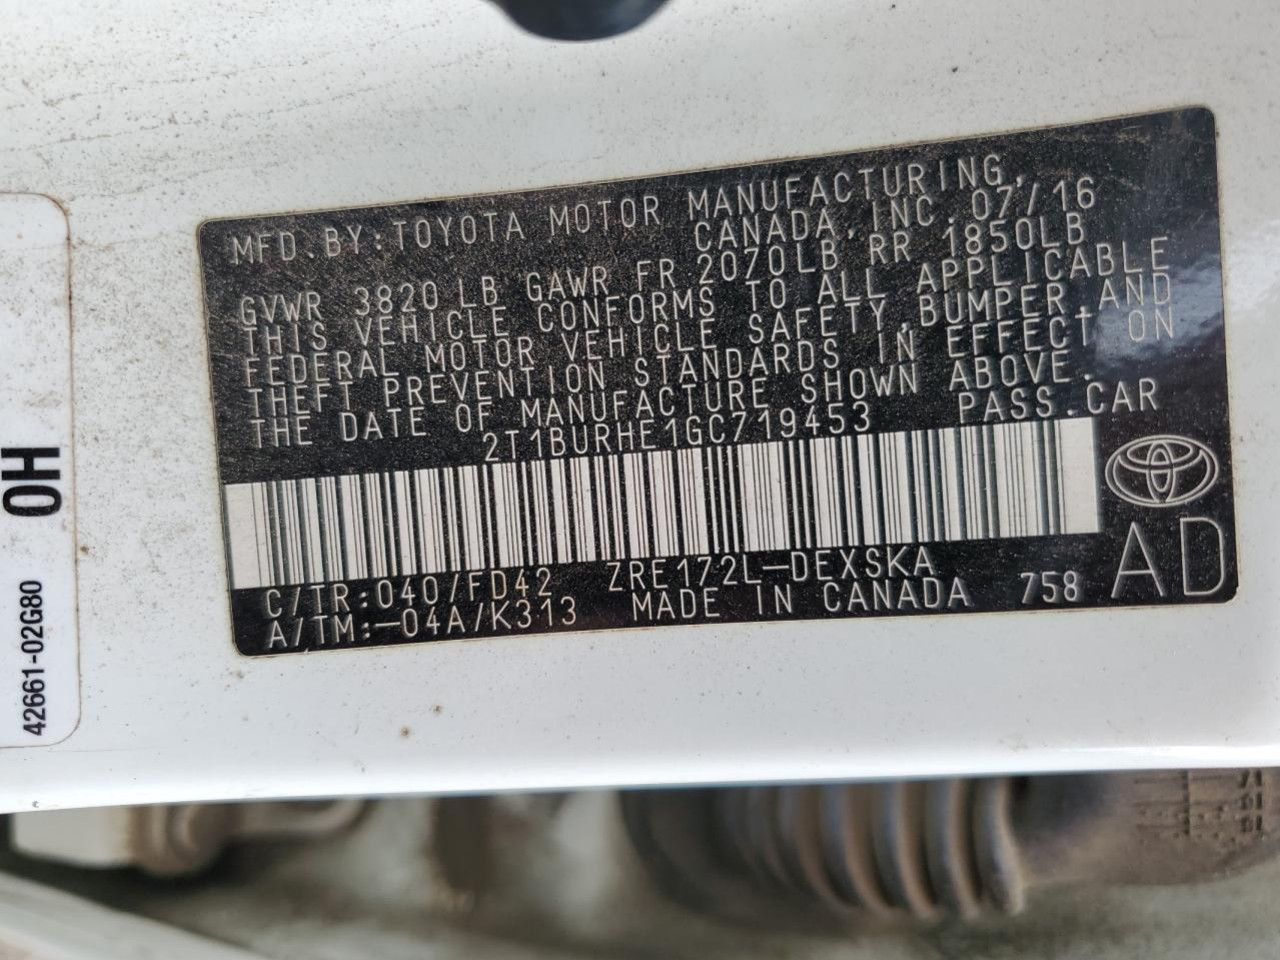 MFD.BY:TOYOTA MOTOR MANUFACTURING,
CANADA,INC.07/16
GVWR 3820 LB GAWR FR 2070LB RR 1850LB
THIS VEHICLE CONFORMS TO ALL APPLICABLE
FEDERAL MOTOR VEHICLE SAFETY,BUMPER,AND
THEFT PREVENTION STANDARDS IN EFFECT ON
THE DATE OF MANUFACTURE SHOWN ABOVE.
2T1BURHE1GC719453 PASS.CAR
C/TR:040/FD42 ZRE172L-DEXSKA
A/TM:-04A/K313 MADE IN CANADA 758
AD
0H
42661-02G80